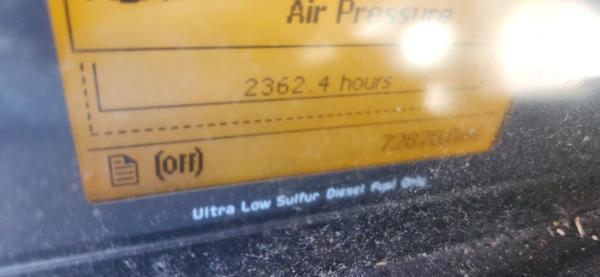 Air Pressure
2362.4 hours
(OFF)
Ultra Low Sulfur Diesel Fuel Only